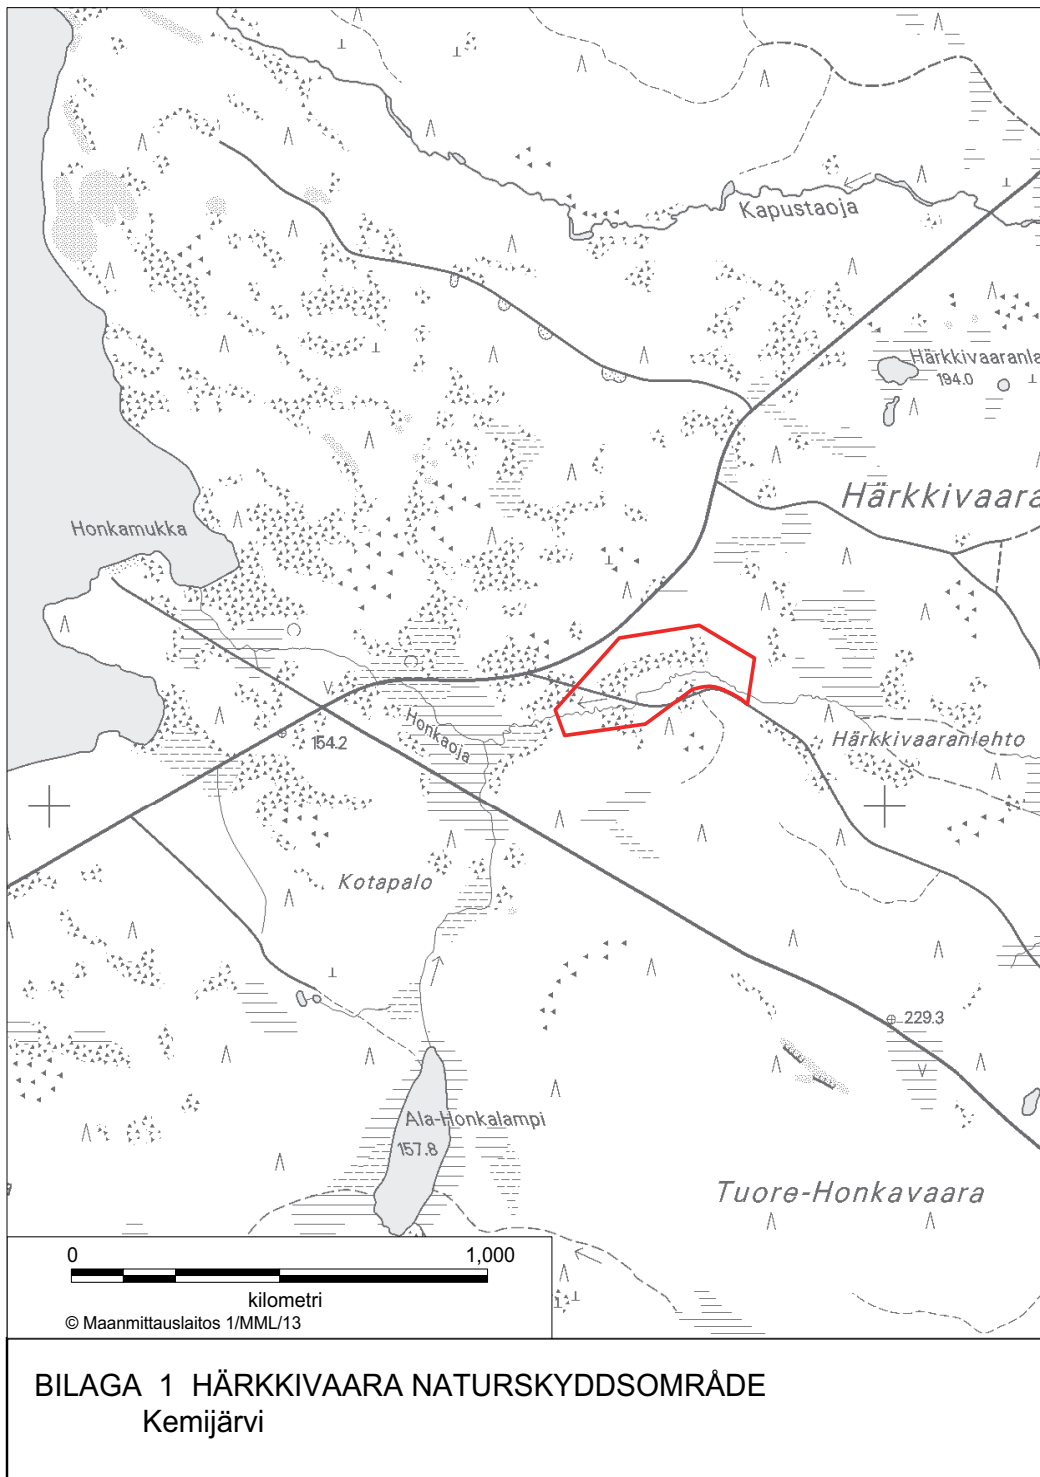 Kapustaoja
Härkkivaaranla
194.0
Härkkivaara
Honkamukka
Honkaoja
154.2
Härkkivaaranlehto
Kotapalo
229.3
Ala-Honkalampi
157.8
Tuore-Honkavaara
0 1,000
kilometri
© Maanmittauslaitos 1/MML/13
BILAGA 1 HÄRKKIVAARA NATURSKYDDSOMRÅDE
Kemijärvi